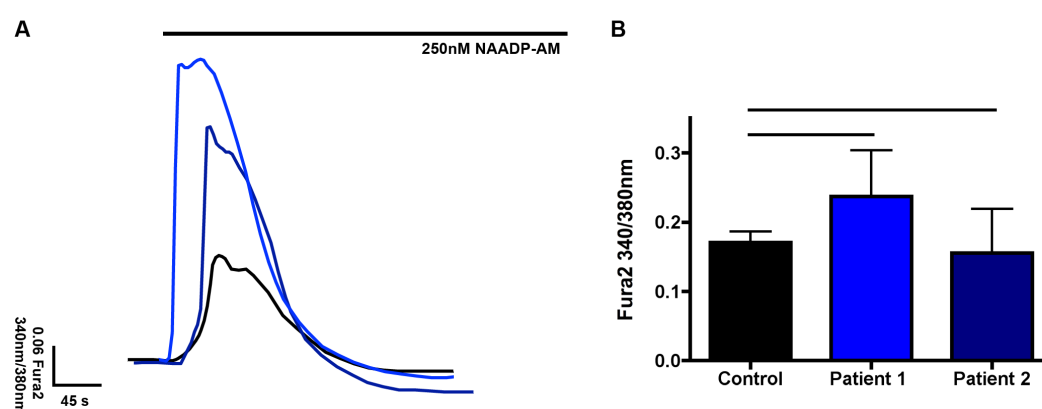 A
250nM NAADP-AM
0.06 Fura2
340nm/380nm
45 s
B
Fura2 340/380nm
0.3
0.2
0.1
0.0
Control
Patient 1
Patient 2